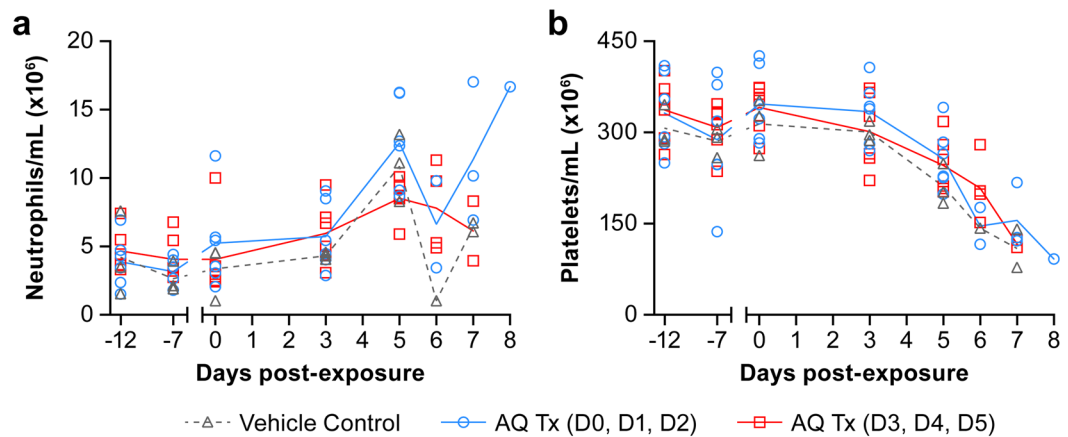 a
Neutrophils/mL (x10⁶)
20
15
10
5
0
-12 -7 0 1 2 3 4 5 6 7 8
Days post-exposure
b
Platelets/mL (x10⁶)
450
300
150
0
-12 -7 0 1 2 3 4 5 6 7 8
Days post-exposure
Vehicle Control AQ Tx (D0, D1, D2) AQ Tx (D3, D4, D5)